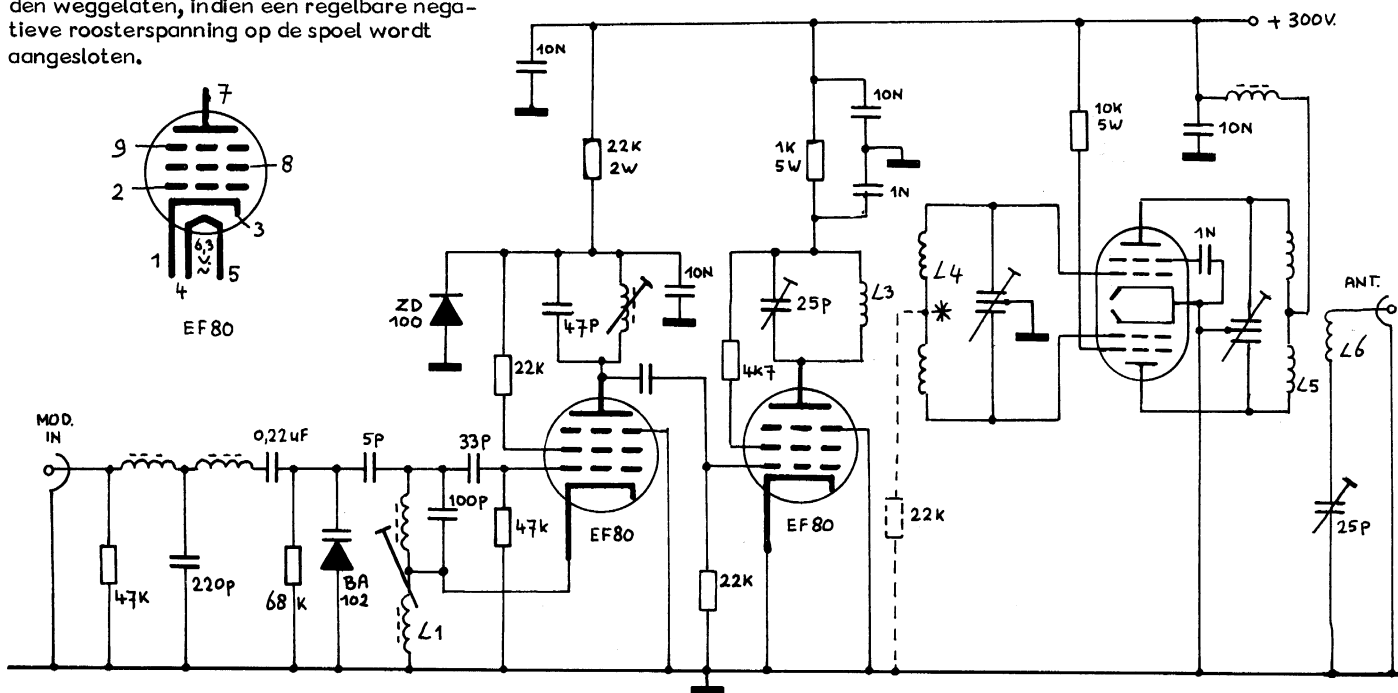 den weggelaten, indien een regelbare nega-
tieve roosterspanning op de spoel wordt
aangesloten.
+ 300V.
10N
7
9
8
2
3
1
6,3
V
~
4
5
EF80
22K
2W
10N
1K
5W
1N
10K
5W
10N
ZD
100
47P
10N
22K
25P
L3
4K7
L4
*
1N
L5
ANT.
L6
MOD.
IN
0,22uF
5P
33P
100P
47K
220P
68K
BA
102
L1
47K
EF80
22K
EF80
22K
25P